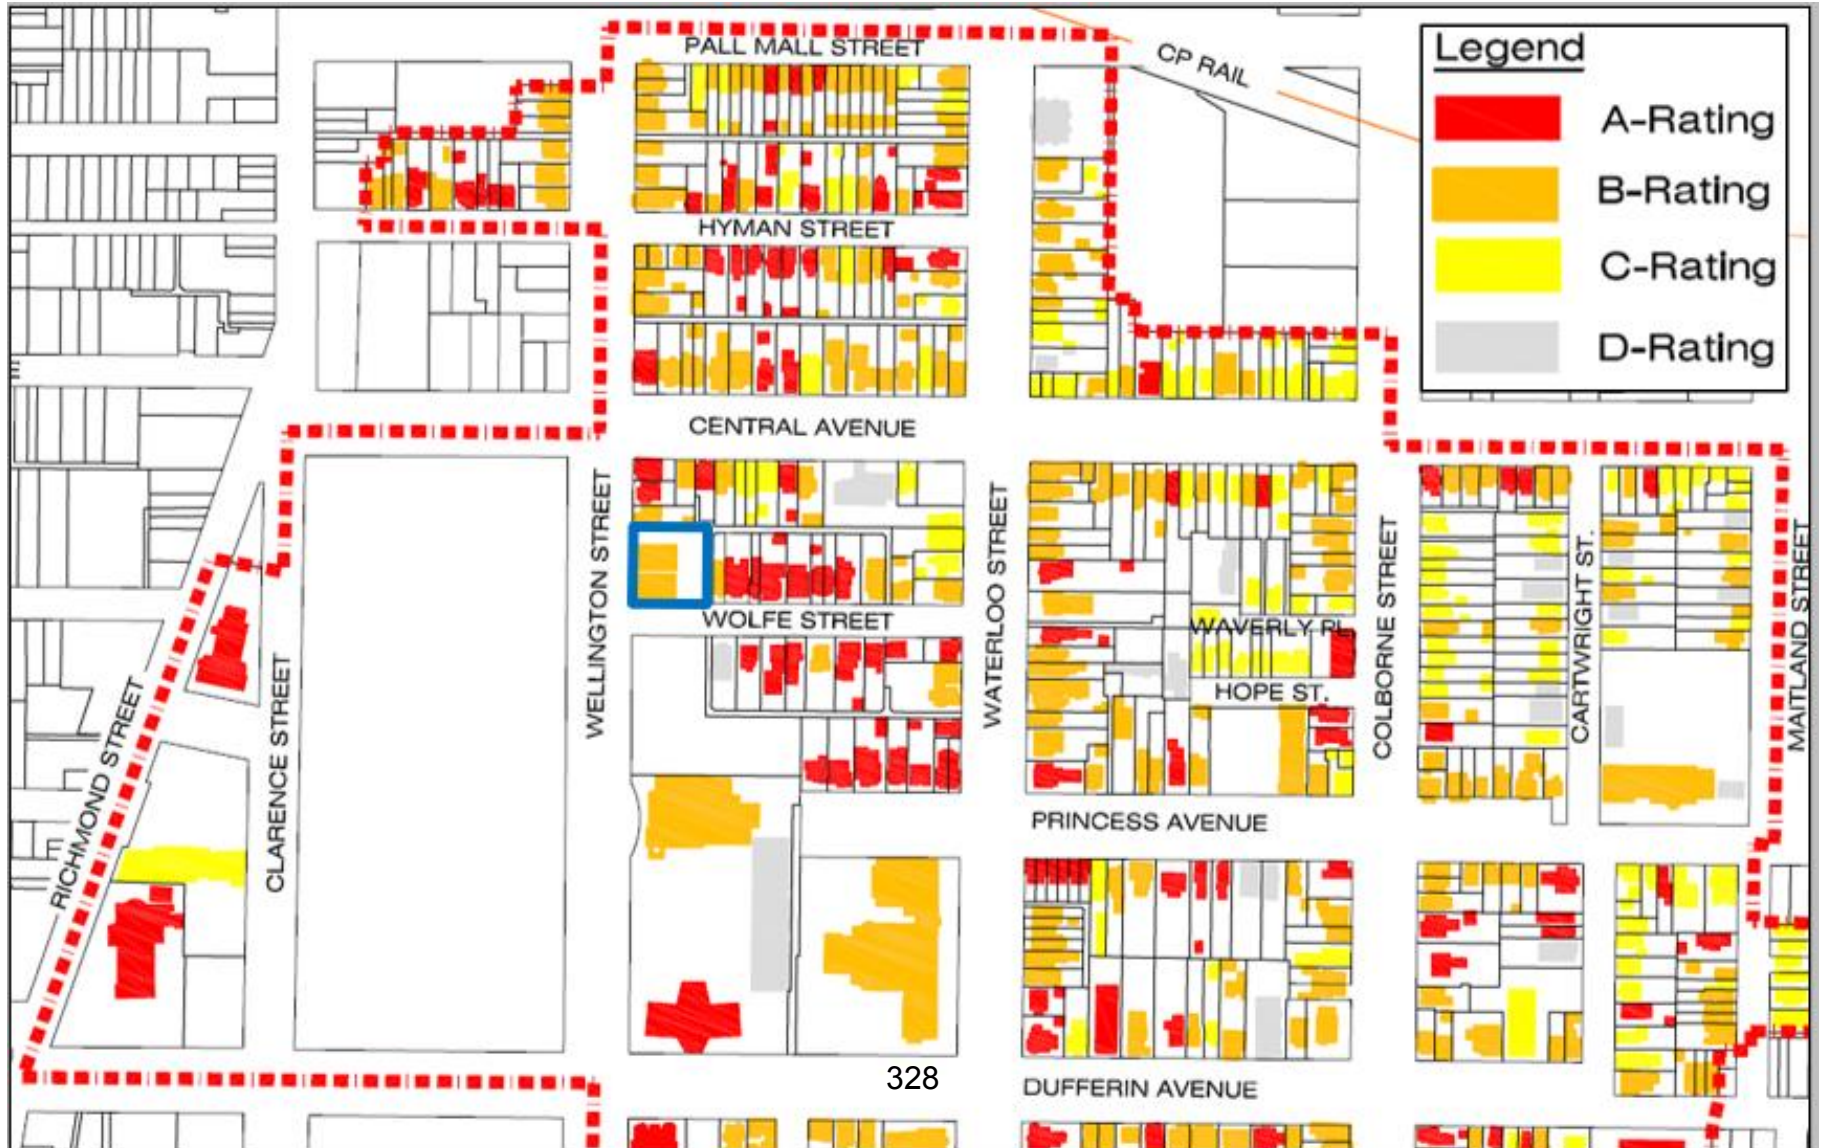 PALL MALL STREET
CP RAIL
Legend
A-Rating
B-Rating
C-Rating
D-Rating
HYMAN STREET
CENTRAL AVENUE
WELLINGTON STREET
WATERLOO STREET
COLBORNE STREET
CARTWRIGHT ST.
MAITLAND STREET
WOLFE STREET
WAVERLY PL.
HOPE ST.
RICHMOND STREET
CLARENCE STREET
PRINCESS AVENUE
328
DUFFERIN AVENUE